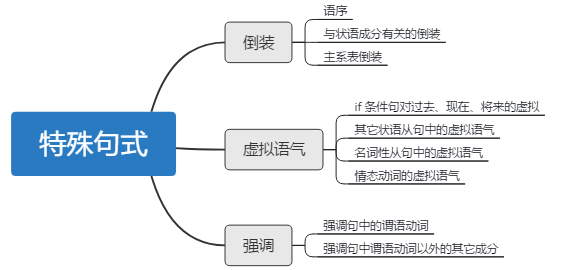 特殊句式
倒装
语序
与状语成分有关的倒装
主系表倒装
虚拟语气
if 条件句对过去、现在、将来的虚拟
其它状语从句中的虚拟语气
名词性从句中的虚拟语气
情态动词的虚拟语气
强调
强调句中的谓语动词
强调句中谓语动词以外的其它成分